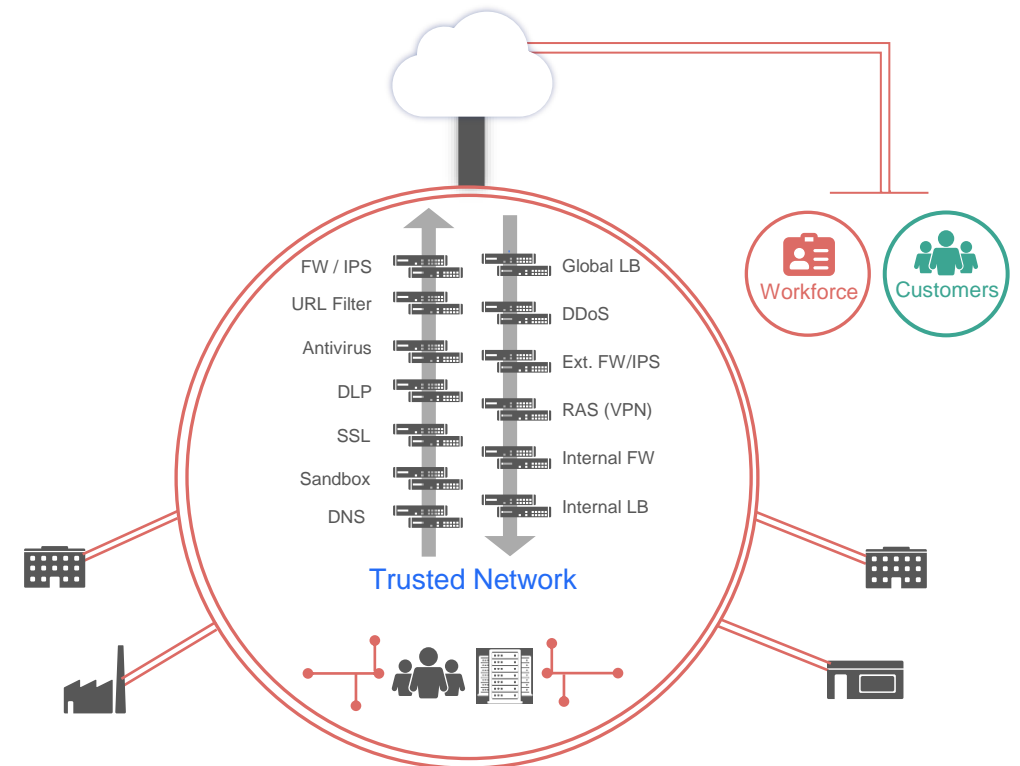 Workforce
Customers
FW / IPS
URL Filter
Antivirus
DLP
SSL
Sandbox
DNS
Global LB
DDoS
Ext. FW/IPS
RAS (VPN)
Internal FW
Internal LB
Trusted Network